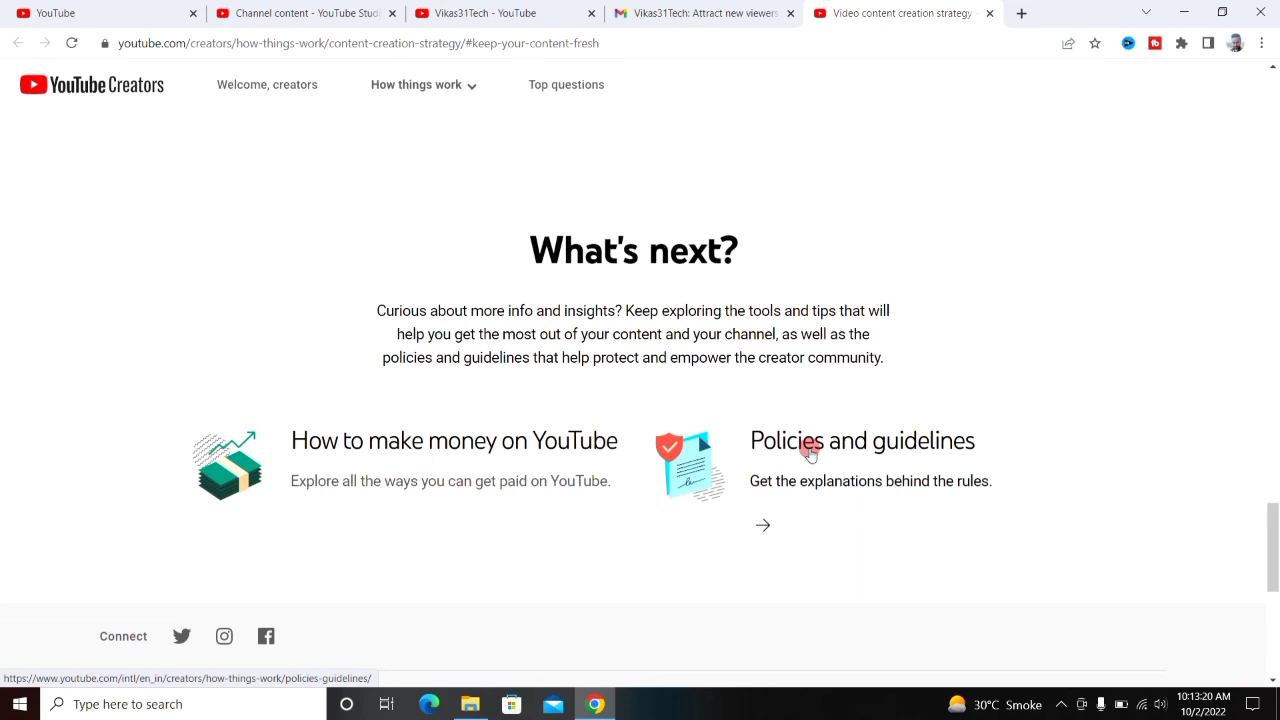 YouTube
Channel content - YouTube Stud
Vikas31Tech - YouTube
Vikas31Tech: Attract new viewers
Video content creation strategy -
youtube.com/creators/how-things-work/content-creation-strategy/#keep-your-content-fresh
YouTube Creators
Welcome, creators
How things work
Top questions
What's next?
Curious about more info and insights? Keep exploring the tools and tips that will
help you get the most out of your content and your channel, as well as the
policies and guidelines that help protect and empower the creator community.
How to make money on YouTube
Explore all the ways you can get paid on YouTube.
Policies and guidelines
Get the explanations behind the rules.
Connect
https://www.youtube.com/intl/en_in/creators/how-things-work/policies-guidelines/
Type here to search
30°C Smoke
10:13:20 AM
10/2/2022